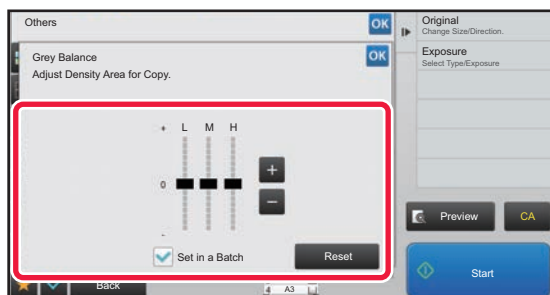 Others
OK
Grey Balance
OK
Adjust Density Area for Copy.
+ L M H
0
-
+
−
Set in a Batch
Reset
Back
4 A3
Original
Change Size/Direction.
Exposure
Select Type/Exposure
Preview
CA
Start